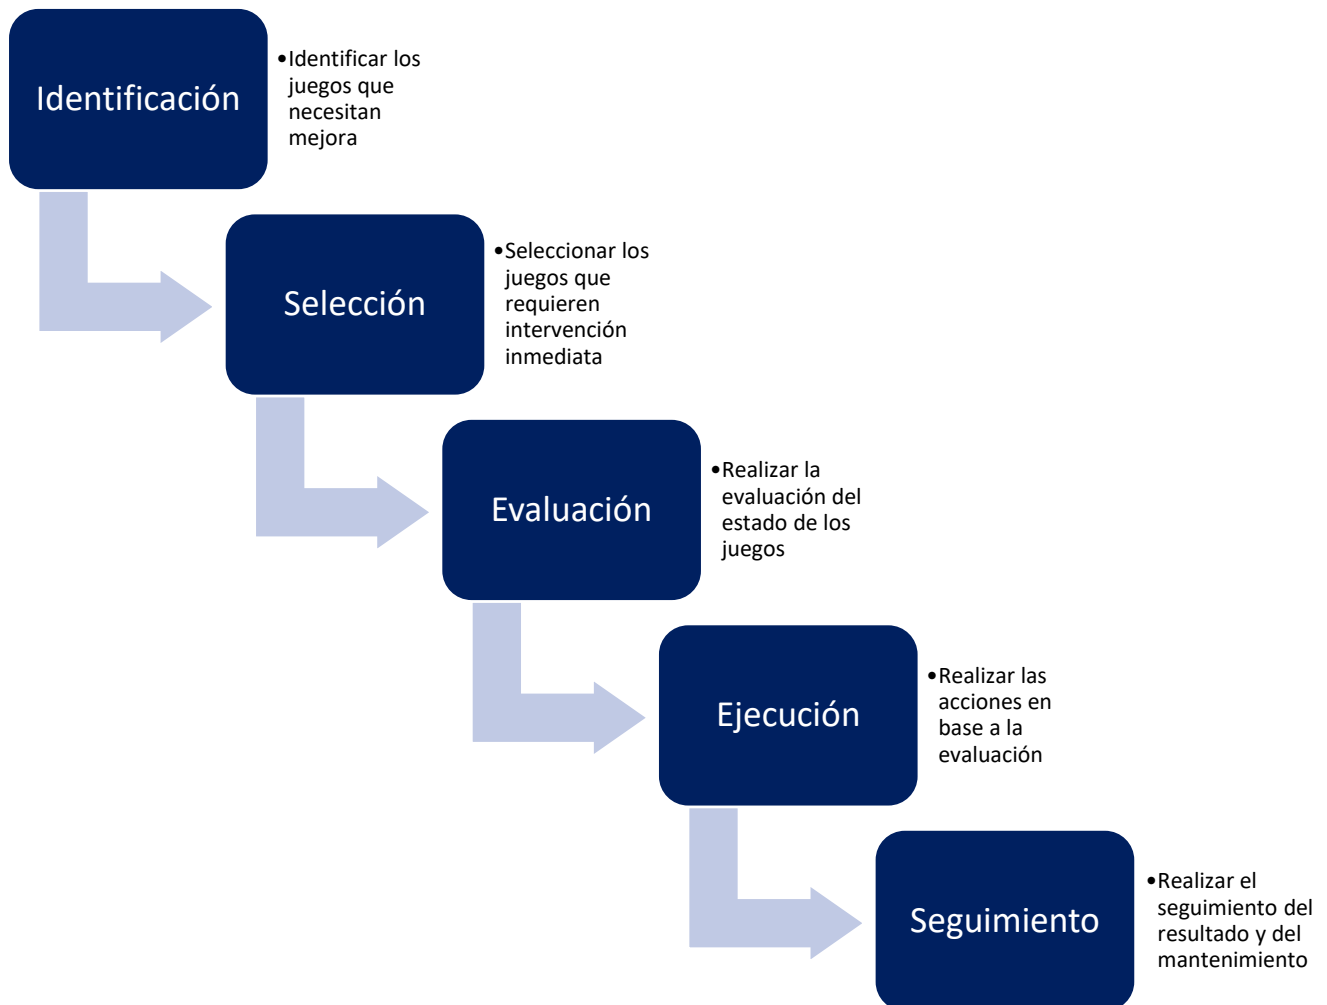 Identificación
•Identificar los
juegos que
necesitan
mejora
Selección
•Seleccionar los
juegos que
requieren
intervención
inmediata
Evaluación
•Realizar la
evaluación del
estado de los
juegos
Ejecución
•Realizar las
acciones en
base a la
evaluación
Seguimiento
•Realizar el
seguimiento del
resultado y del
mantenimiento